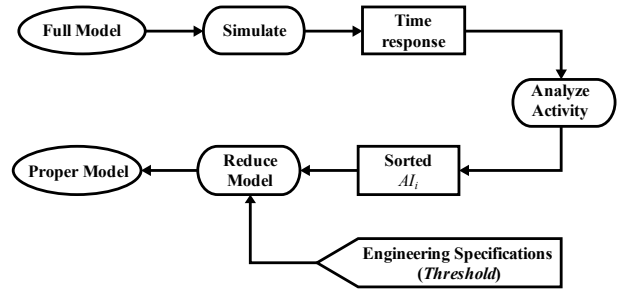 Full Model
Simulate
Time
response
Analyze
Activity
Proper Model
Reduce
Model
Sorted
AIi
Engineering Specifications
(Threshold)